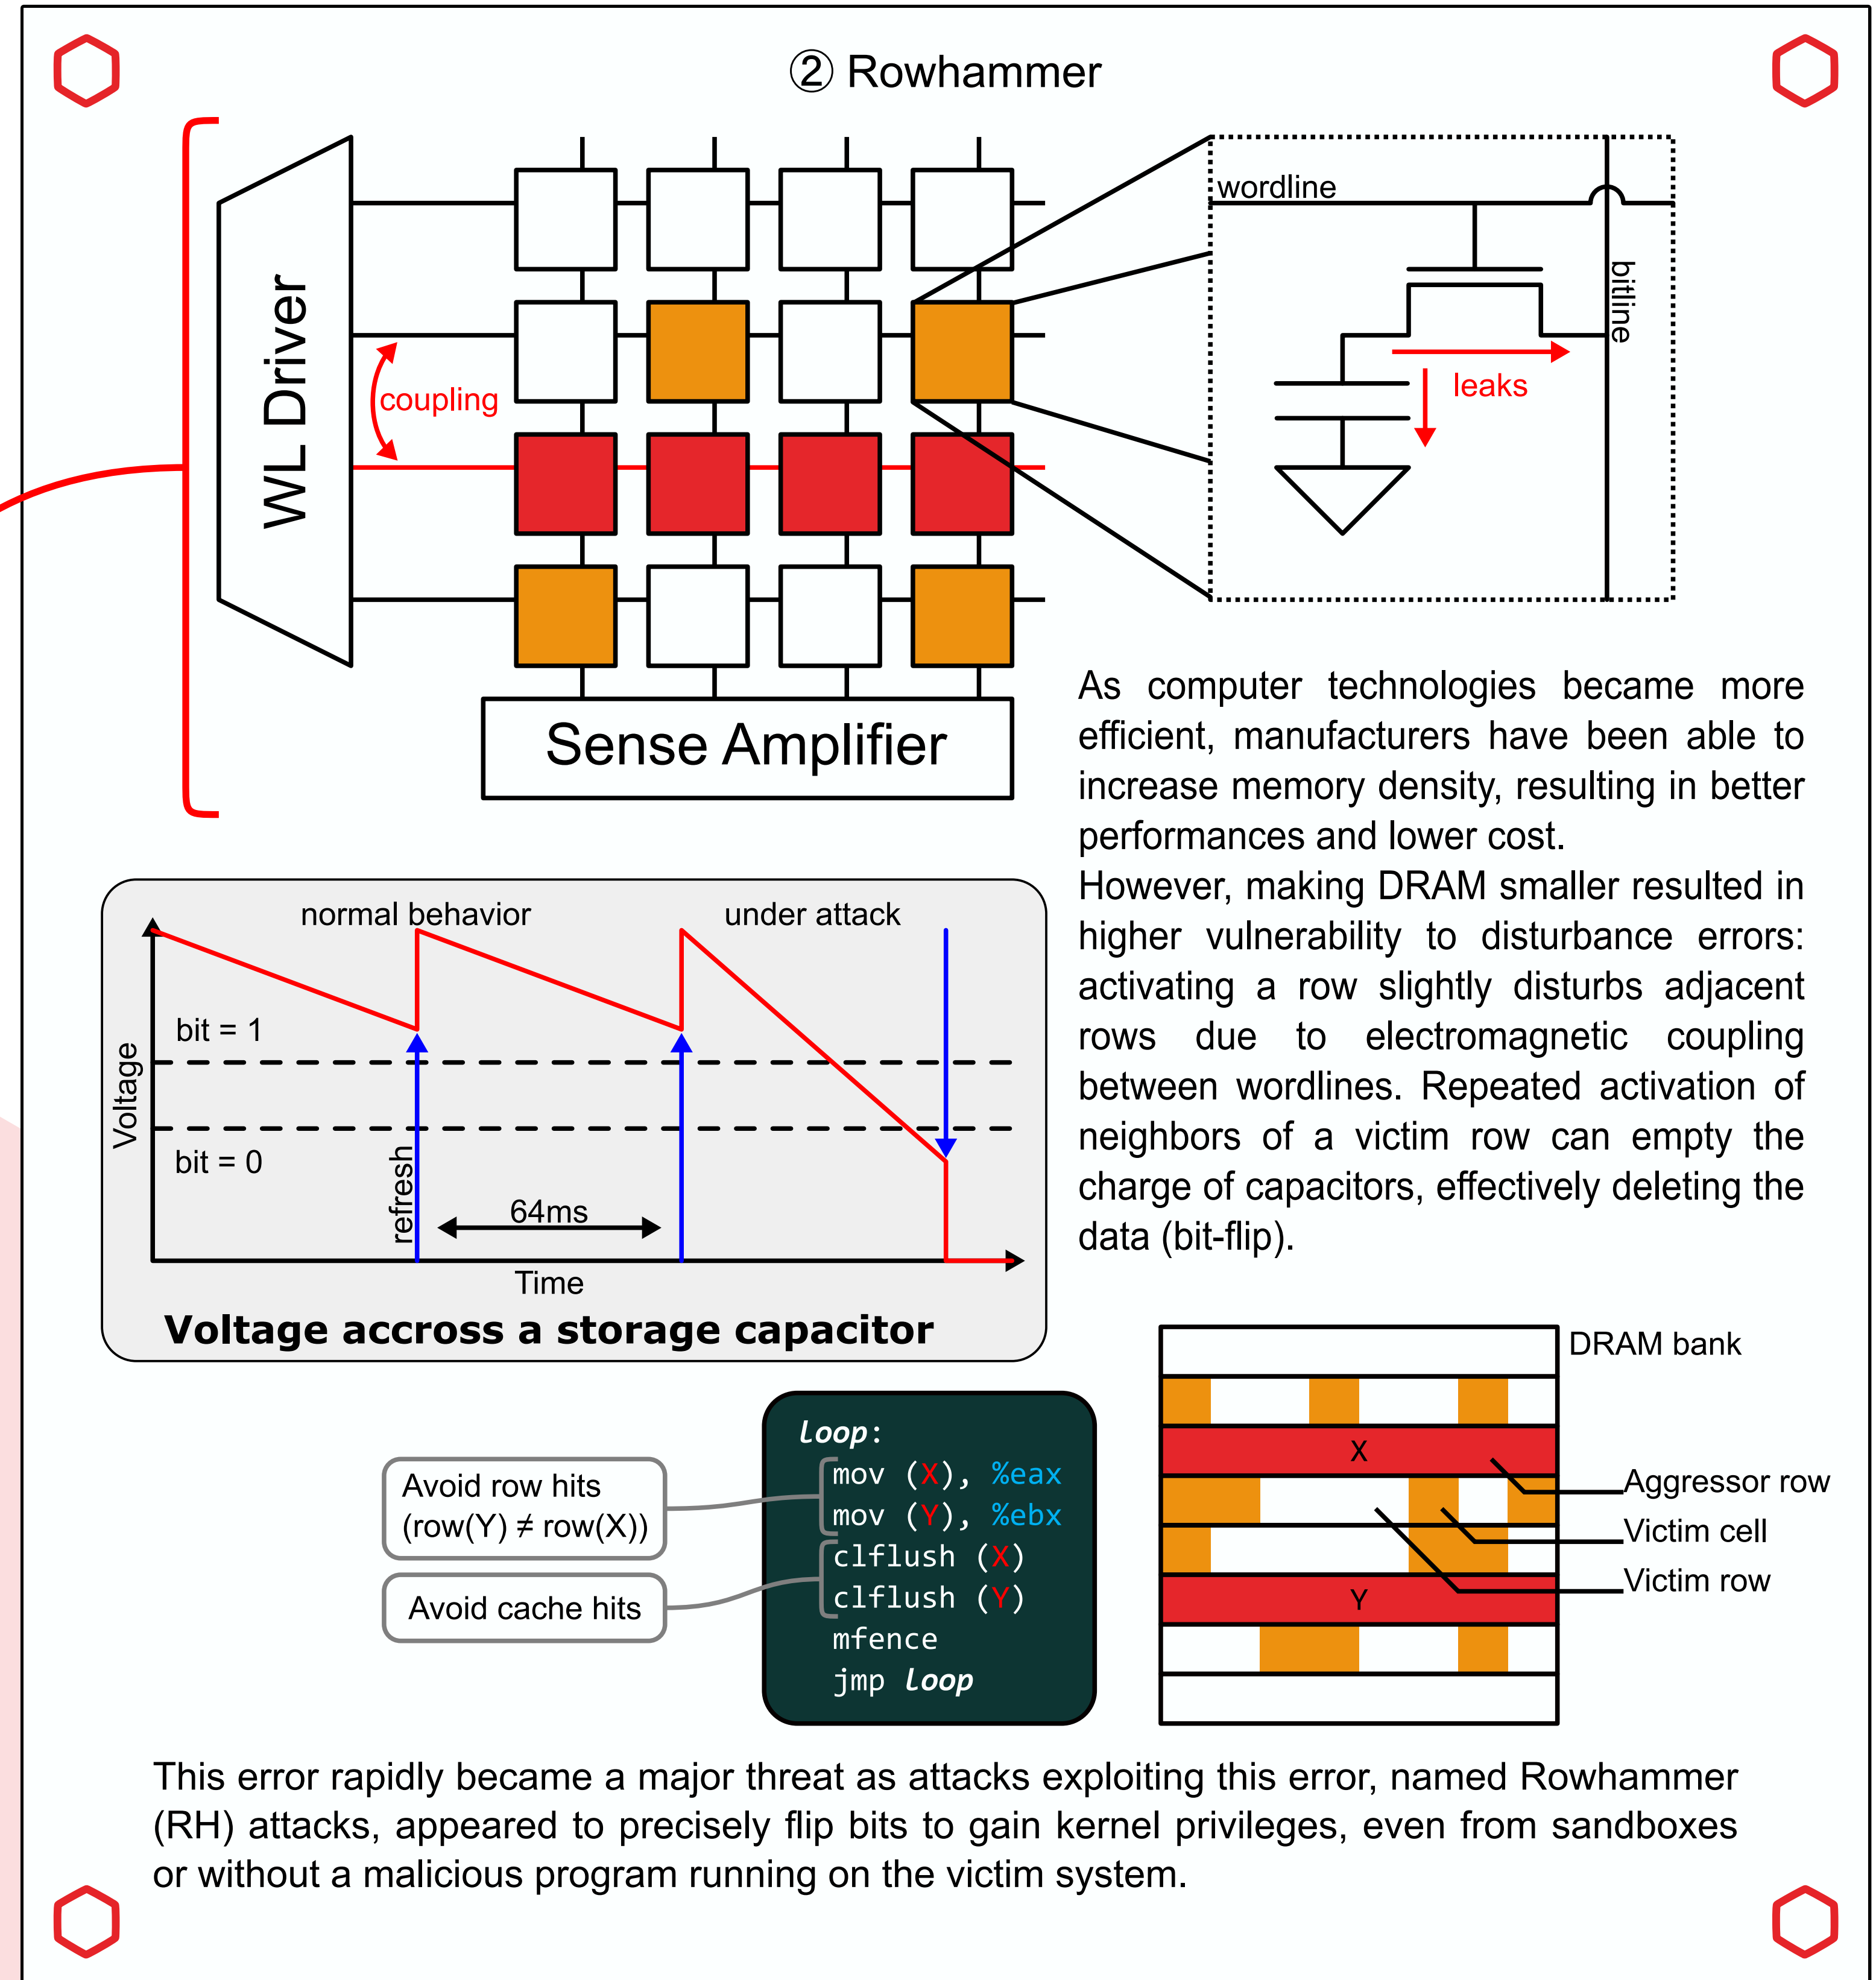 ② Rowhammer
WL Driver
coupling
wordline
bitline
leaks
Sense Amplifier
As computer technologies became more
efficient, manufacturers have been able to
increase memory density, resulting in better
performances and lower cost.
However, making DRAM smaller resulted in
higher vulnerability to disturbance errors:
activating a row slightly disturbs adjacent
rows due to electromagnetic coupling
between wordlines. Repeated activation of
neighbors of a victim row can empty the
charge of capacitors, effectively deleting the
data (bit-flip).
normal behavior
under attack
Voltage
bit = 1
bit = 0
refresh
64ms
Time
Voltage accross a storage capacitor
Avoid row hits
(row(Y) ≠ row(X))
Avoid cache hits
loop:
mov (X), %eax
mov (Y), %ebx
clflush (X)
clflush (Y)
mfence
jmp loop
DRAM bank
X
Aggressor row
Victim cell
Victim row
Y
This error rapidly became a major threat as attacks exploiting this error, named Rowhammer
(RH) attacks, appeared to precisely flip bits to gain kernel privileges, even from sandboxes
or without a malicious program running on the victim system.